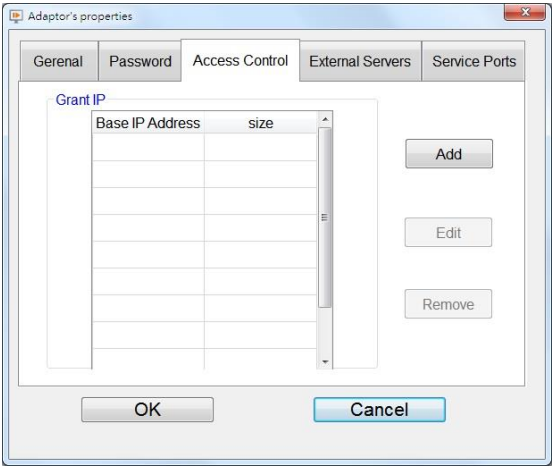 Adaptor's properties
Gerenal Password Access Control External Servers Service Ports
Grant IP
Base IP Address size
Add
Edit
Remove
OK Cancel